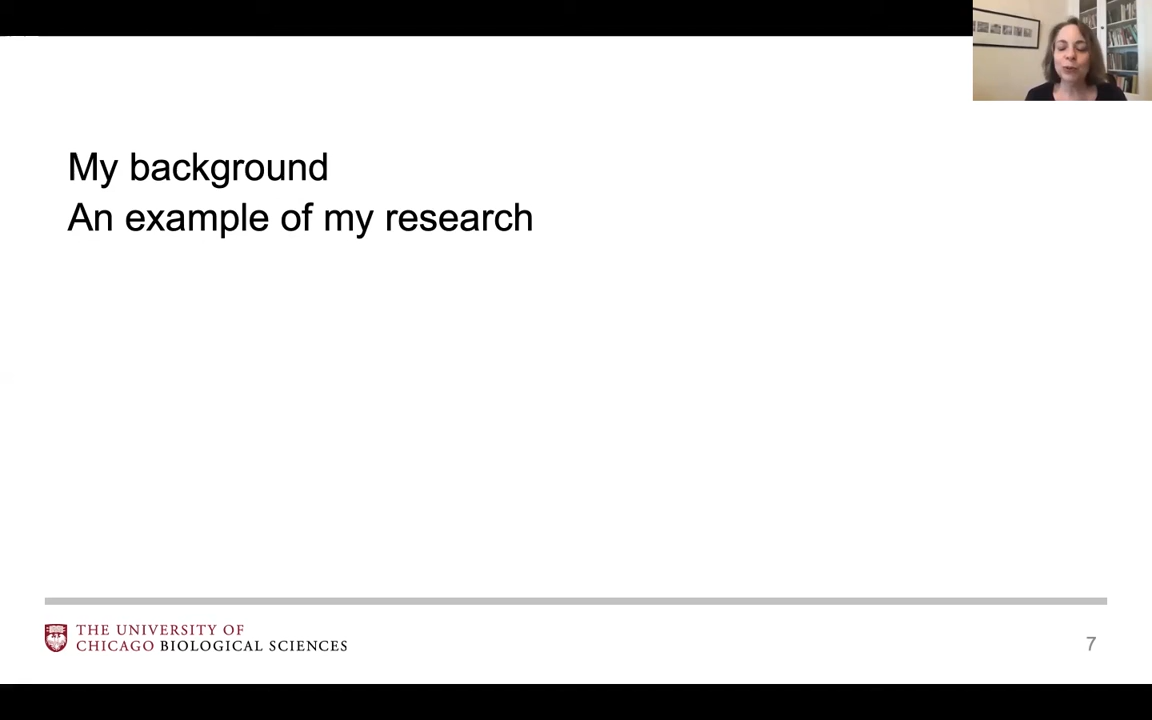 My background
An example of my research
THE UNIVERSITY OF
CHICAGO BIOLOGICAL SCIENCES
7